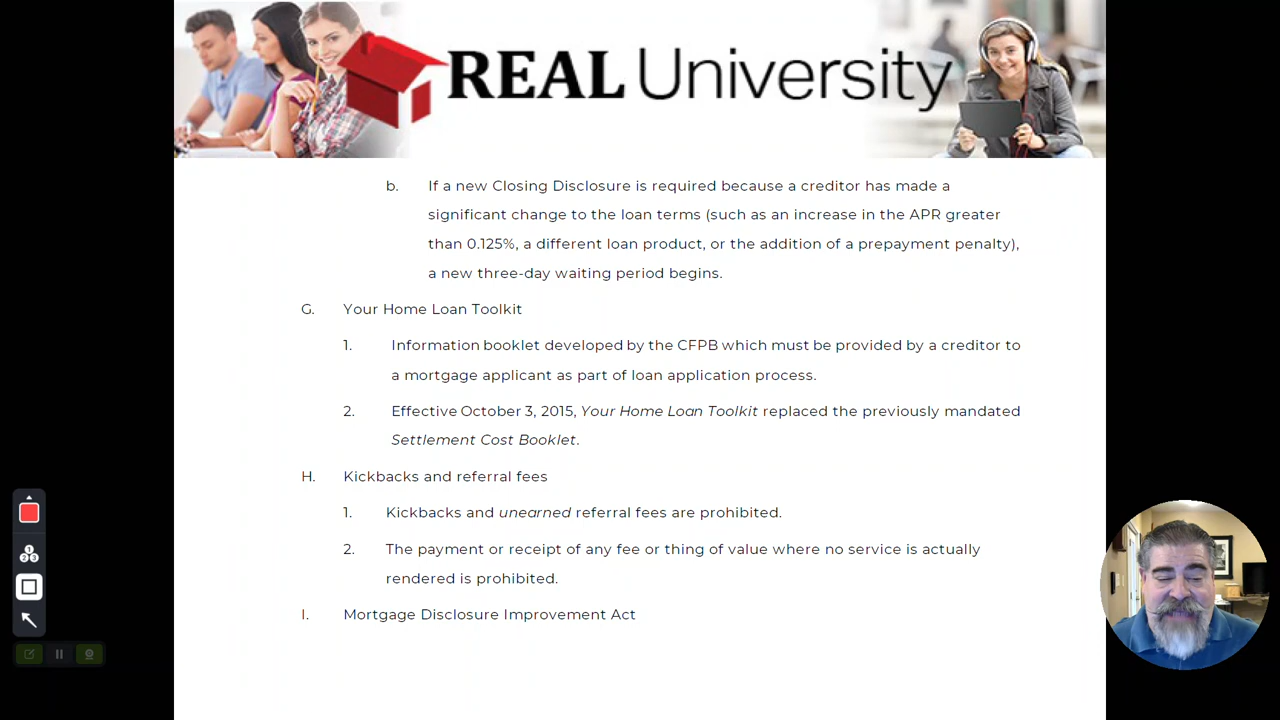 REAL University
b. If a new Closing Disclosure is required because a creditor has made a
significant change to the loan terms (such as an increase in the APR greater
than 0.125%, a different loan product, or the addition of a prepayment penalty),
a new three-day waiting period begins.
G. Your Home Loan Toolkit
1. Information booklet developed by the CFPB which must be provided by a creditor to
a mortgage applicant as part of loan application process.
2. Effective October 3, 2015, Your Home Loan Toolkit replaced the previously mandated
Settlement Cost Booklet.
H. Kickbacks and referral fees
1. Kickbacks and unearned referral fees are prohibited.
2. The payment or receipt of any fee or thing of value where no service is actually
rendered is prohibited.
I. Mortgage Disclosure Improvement Act